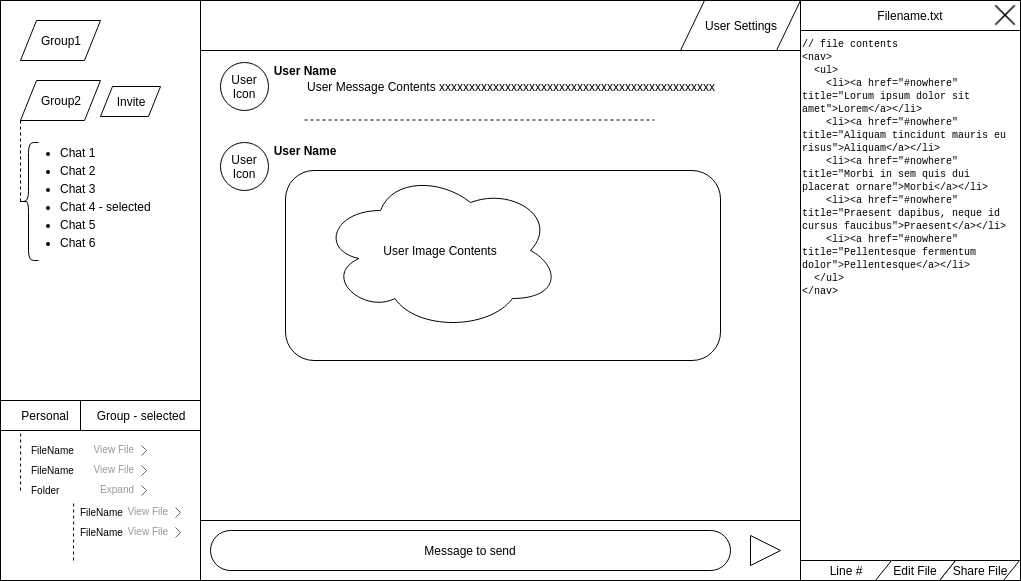 Group1
Group2
Invite
Chat 1
Chat 2
Chat 3
Chat 4 - selected
Chat 5
Chat 6
Personal
Group - selected
FileName View File
FileName View File
Folder Expand
FileName View File
FileName View File
User Settings
User
Icon
User Name
User Message Contents xxxxxxxxxxxxxxxxxxxxxxxxxxxxxxxxxxxxxxxxxxxxxx
User
Icon
User Name
User Image Contents
Message to send
Filename.txt
// file contents
<nav>
  <ul>
    <li><a href="#nowhere"
title="Lorum ipsum dolor sit
amet">Lorem</a></li>
    <li><a href="#nowhere"
title="Aliquam tincidunt mauris eu
risus">Aliquam</a></li>
    <li><a href="#nowhere"
title="Morbi in sem quis dui
placerat ornare">Morbi</a></li>
    <li><a href="#nowhere"
title="Praesent dapibus, neque id
cursus faucibus">Praesent</a></li>
    <li><a href="#nowhere"
title="Pellentesque fermentum
dolor">Pellentesque</a></li>
  </ul>
</nav>
Line #
Edit File
Share File